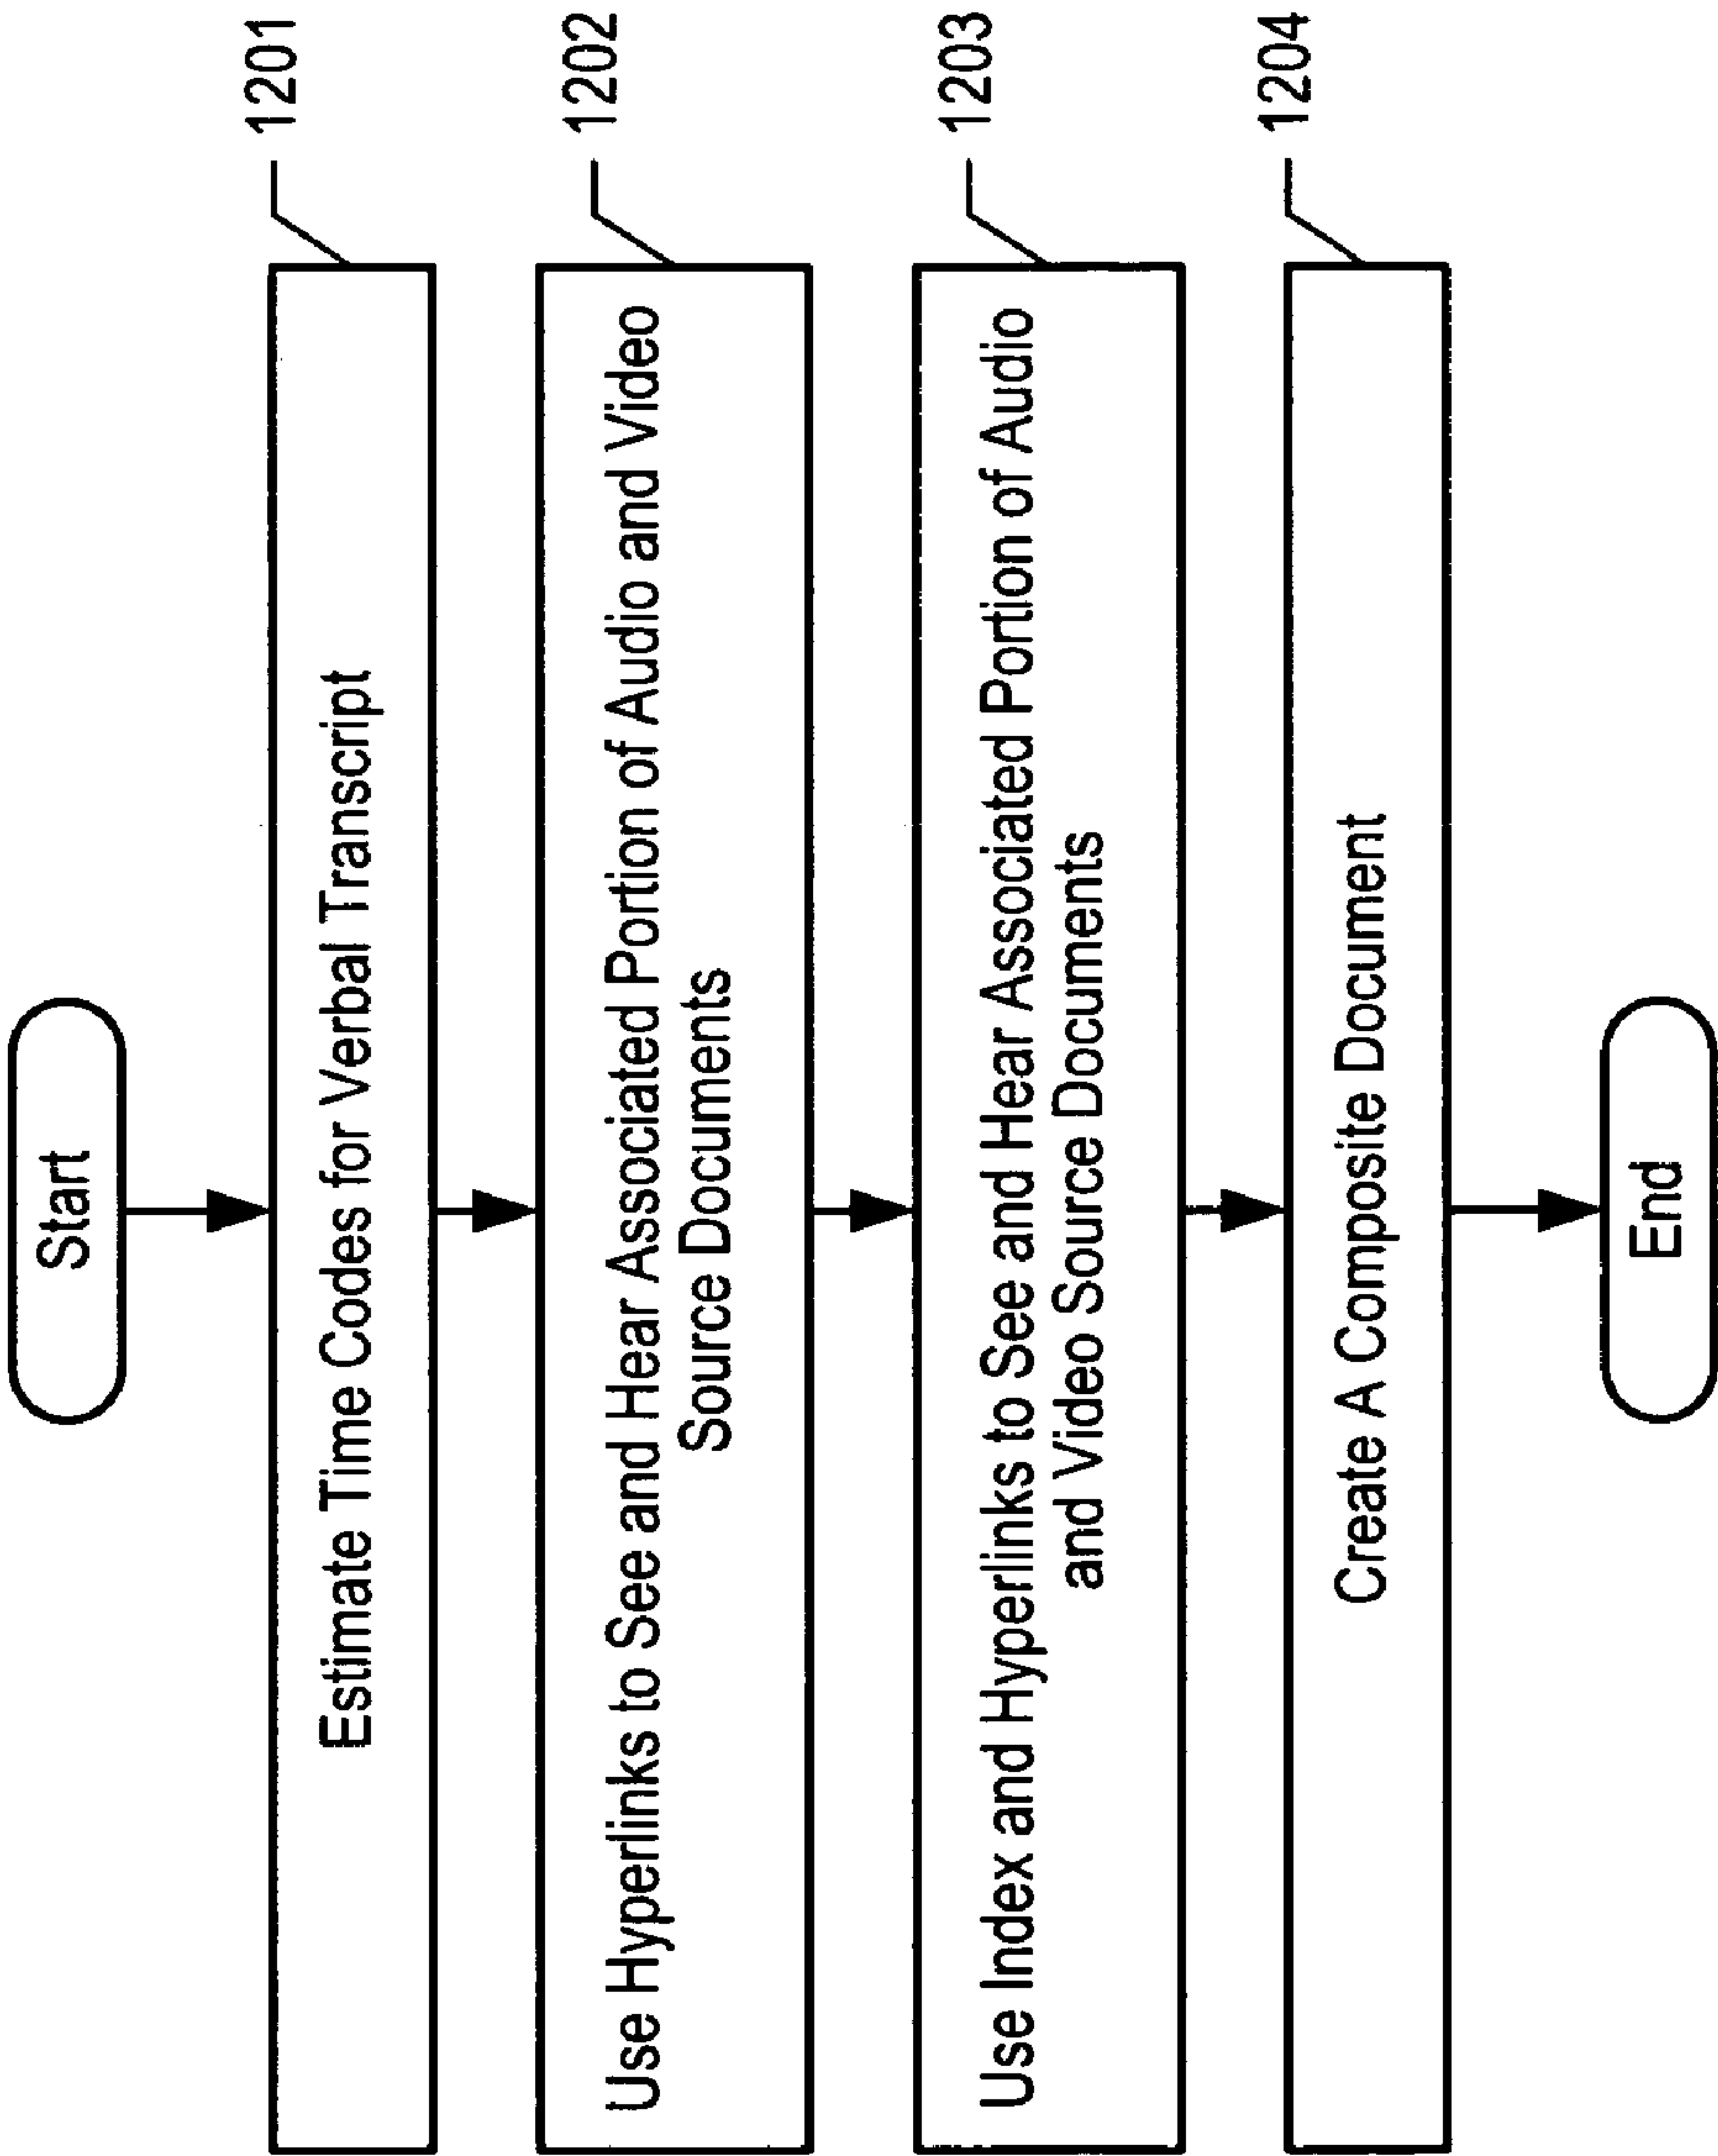 Start
Estimate Time Codes for Verbal Transcript
1201
Use Hyperlinks to See and Hear Associated Portion of Audio and Video
Source Documents
1202
Use Index and Hyperlinks to See and Hear Associated Portion of Audio
and Video Source Documents
1203
Create A Composite Document
1204
End